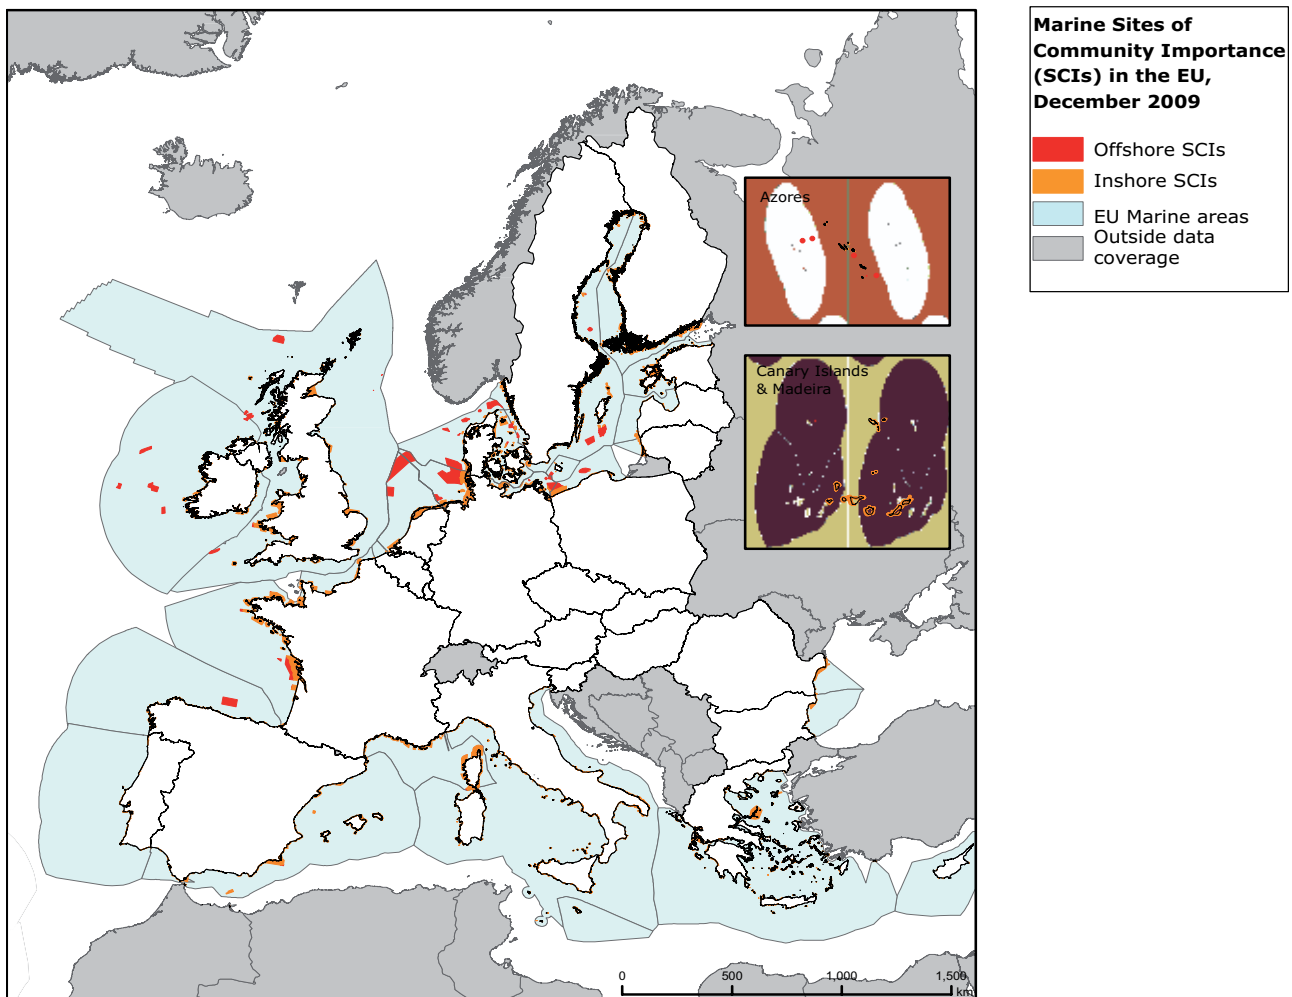 Marine Sites of
Community Importance
(SCIs) in the EU,
December 2009
Offshore SCIs
Inshore SCIs
EU Marine areas
Outside data
coverage
Azores
Canary Islands
& Madeira
0 500 1,000 1,500
km